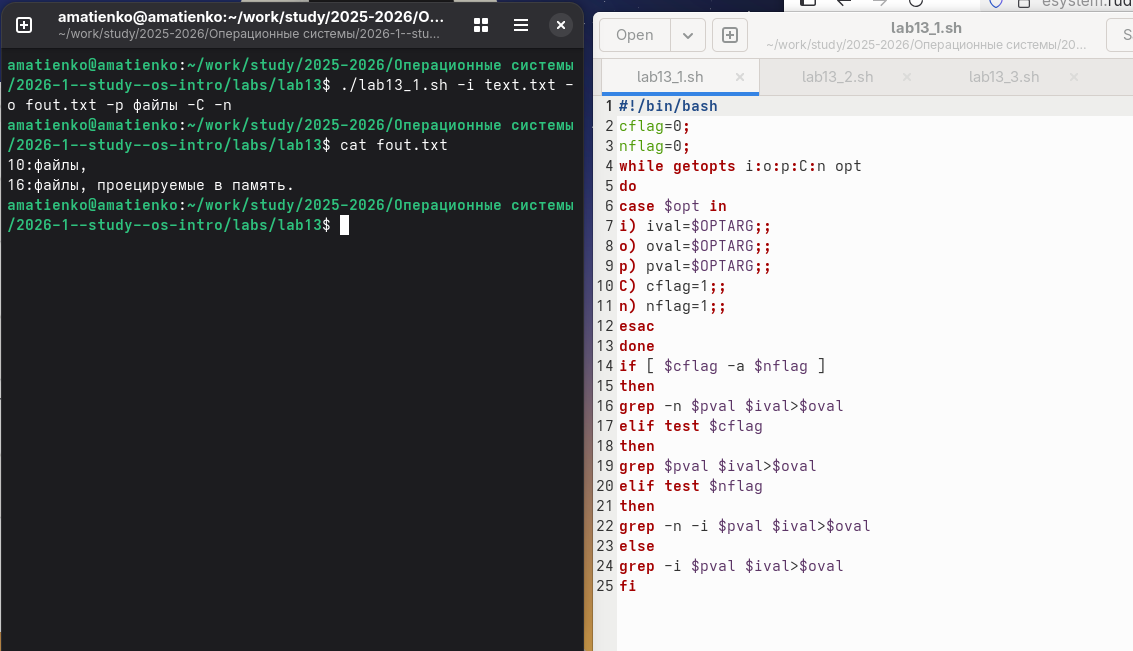 amatienko@amatienko:~/work/study/2025-2026/О...
~/work/study/2025-2026/Операционные системы/2026-1--stu...
amatienko@amatienko:~/work/study/2025-2026/Операционные системы
/2026-1--study--os-intro/labs/lab13$ ./lab13_1.sh -i text.txt -
o fout.txt -p файлы -C -n
amatienko@amatienko:~/work/study/2025-2026/Операционные системы
/2026-1--study--os-intro/labs/lab13$ cat fout.txt
10:файлы,
16:файлы, проецируемые в память.
amatienko@amatienko:~/work/study/2025-2026/Операционные системы
/2026-1--study--os-intro/labs/lab13$
Open
lab13_1.sh
~/work/study/2025-2026/Операционные системы/20...
lab13_1.sh
lab13_2.sh
lab13_3.sh
1 #!/bin/bash
2 cflag=0;
3 nflag=0;
4 while getopts i:o:p:C:n opt
5 do
6 case $opt in
7 i) ival=$OPTARG;;
8 o) oval=$OPTARG;;
9 p) pval=$OPTARG;;
10 C) cflag=1;;
11 n) nflag=1;;
12 esac
13 done
14 if [ $cflag -a $nflag ]
15 then
16 grep -n $pval $ival>$oval
17 elif test $cflag
18 then
19 grep $pval $ival>$oval
20 elif test $nflag
21 then
22 grep -n -i $pval $ival>$oval
23 else
24 grep -i $pval $ival>$oval
25 fi